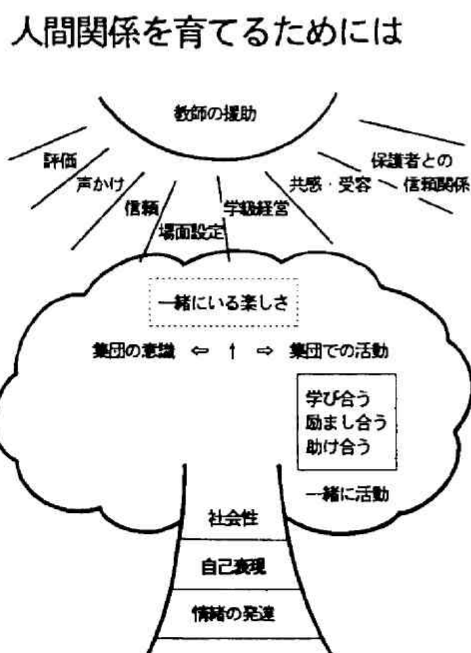 人間関係を育てるためには
教師の援助
評価
声かけ
信頼
場面設定
学級経営
共感・受容
保護者との
信頼関係
一緒にいる楽しさ
集団の意識 ⇦ ↑ ⇨ 集団での活動
学び合う
励まし合う
助け合う
一緒に活動
社会性
自己表現
情緒の発達